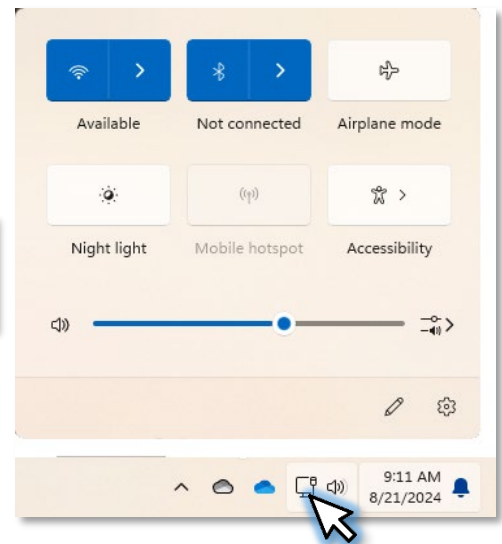 Available Not connected Airplane mode
Night light Mobile hotspot Accessibility
9:11 AM
8/21/2024